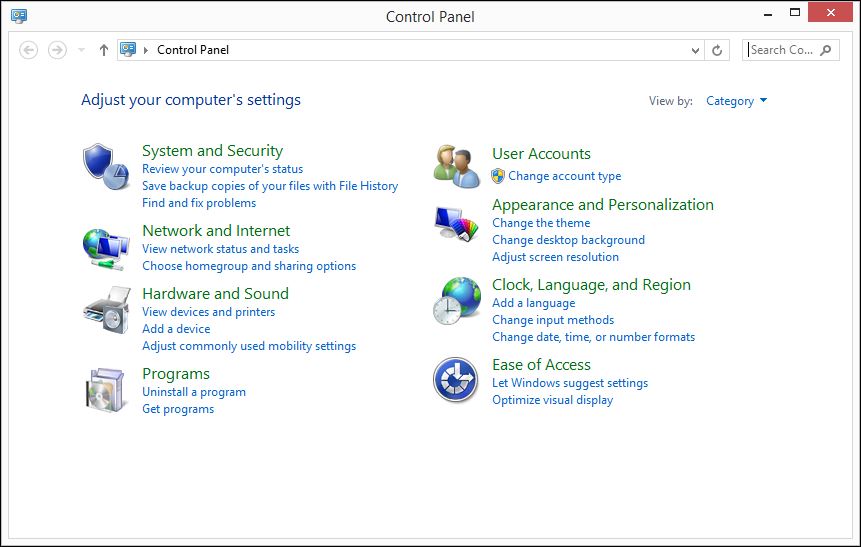 Control Panel
Control Panel
Search Co...
Adjust your computer's settings
View by: Category
System and Security
Review your computer's status
Save backup copies of your files with File History
Find and fix problems
Network and Internet
View network status and tasks
Choose homegroup and sharing options
Hardware and Sound
View devices and printers
Add a device
Adjust commonly used mobility settings
Programs
Uninstall a program
Get programs
User Accounts
Change account type
Appearance and Personalization
Change the theme
Change desktop background
Adjust screen resolution
Clock, Language, and Region
Add a language
Change input methods
Change date, time, or number formats
Ease of Access
Let Windows suggest settings
Optimize visual display